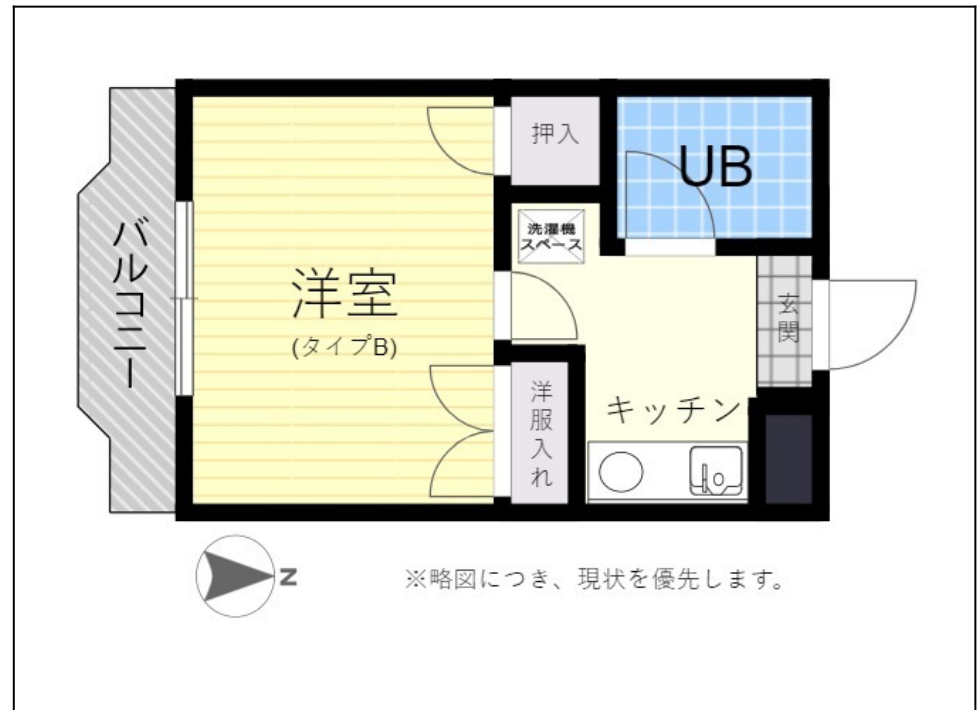 押入
UB
洗濯機
スペース
バルコニー
洋室
(タイプB)
玄関
洋服入れ
キッチン
N
※略図につき、現状を優先します。